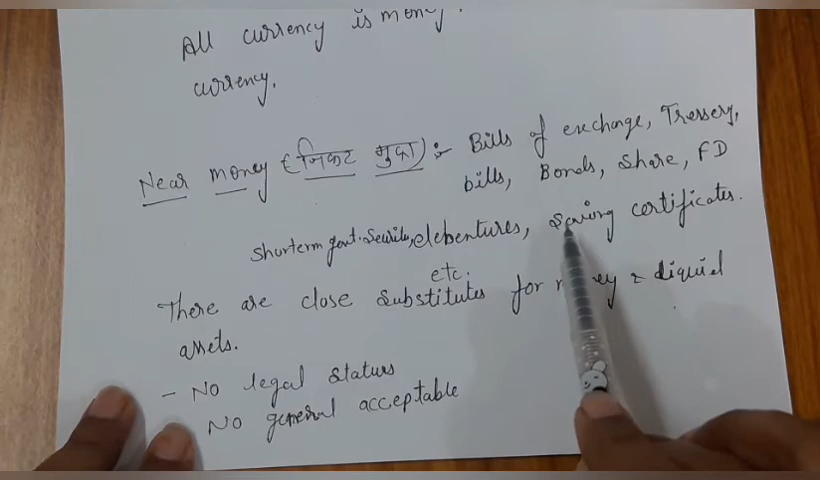 All currency is money.
currency.
Near money (निकट मुद्रा) :- Bills of exchange, Tressery,
bills, Bonds, Share, FD
Shorterm govt. Security, debentures, Saving certificates.
etc.
There are close substitutes for & liquid
assets.
- No legal status
No general acceptable